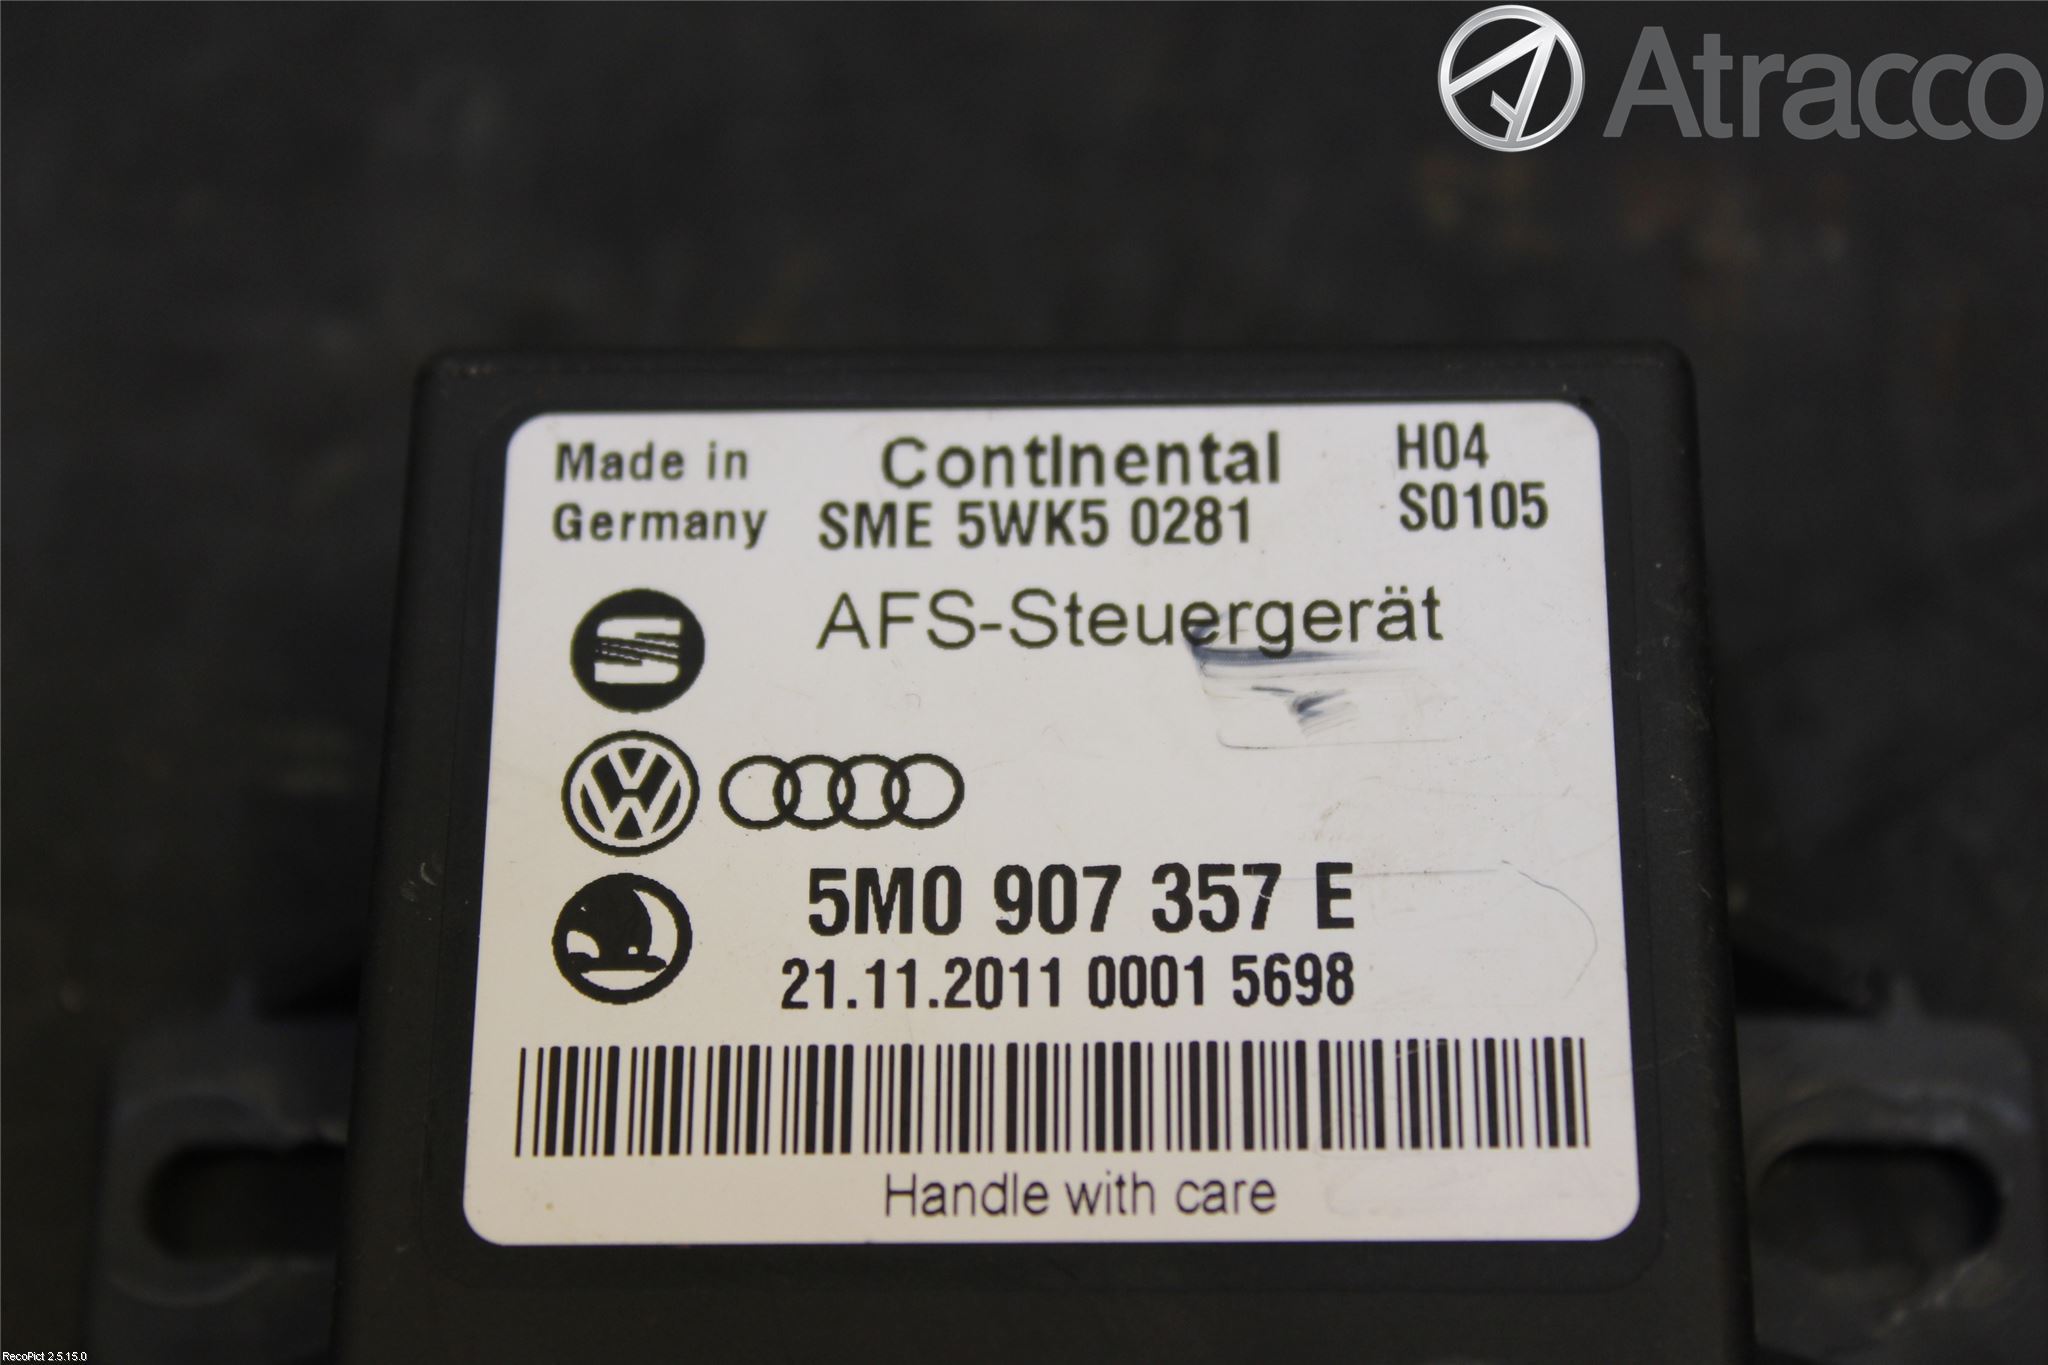 Atracco
Made in Germany
ContInental
SME 5WK5 0281
H04
S0105
AFS-Steuergerät
5M0 907 357 E
21.11.2011 0001 5698
Handle with care
RecoPict 2.5.15.0